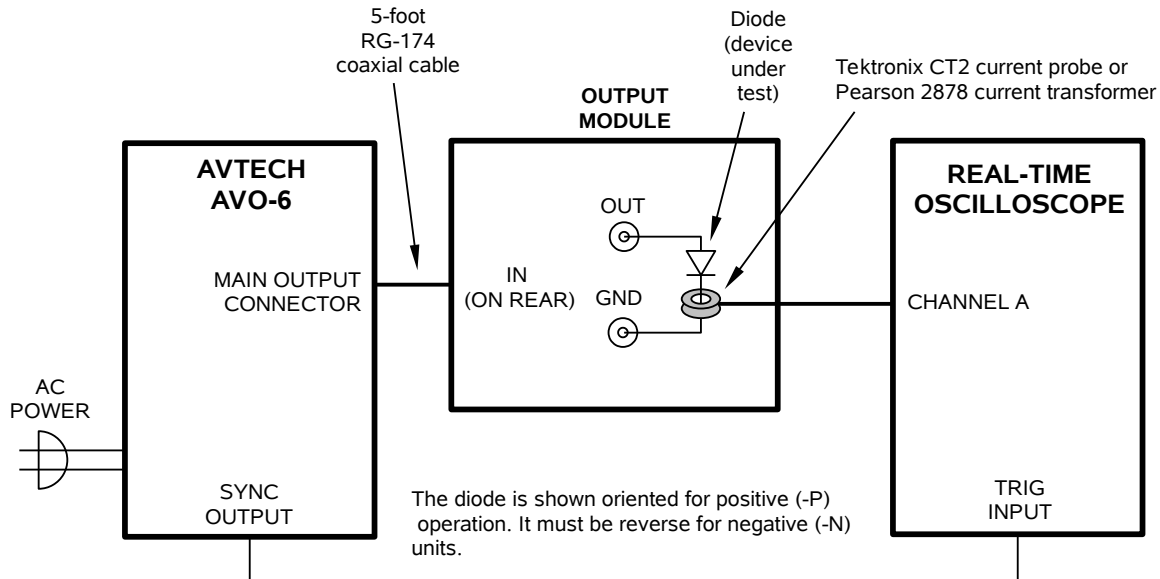 5-foot
RG-174
coaxial cable
Diode
(device
under
test)
Tektronix CT2 current probe or
Pearson 2878 current transformer
OUTPUT
MODULE
AVTECH
AVO-6
REAL-TIME
OSCILLOSCOPE
OUT
MAIN OUTPUT
CONNECTOR
IN
(ON REAR)
GND
CHANNEL A
AC
POWER
SYNC
OUTPUT
The diode is shown oriented for positive (-P)
operation. It must be reverse for negative (-N)
units.
TRIG
INPUT